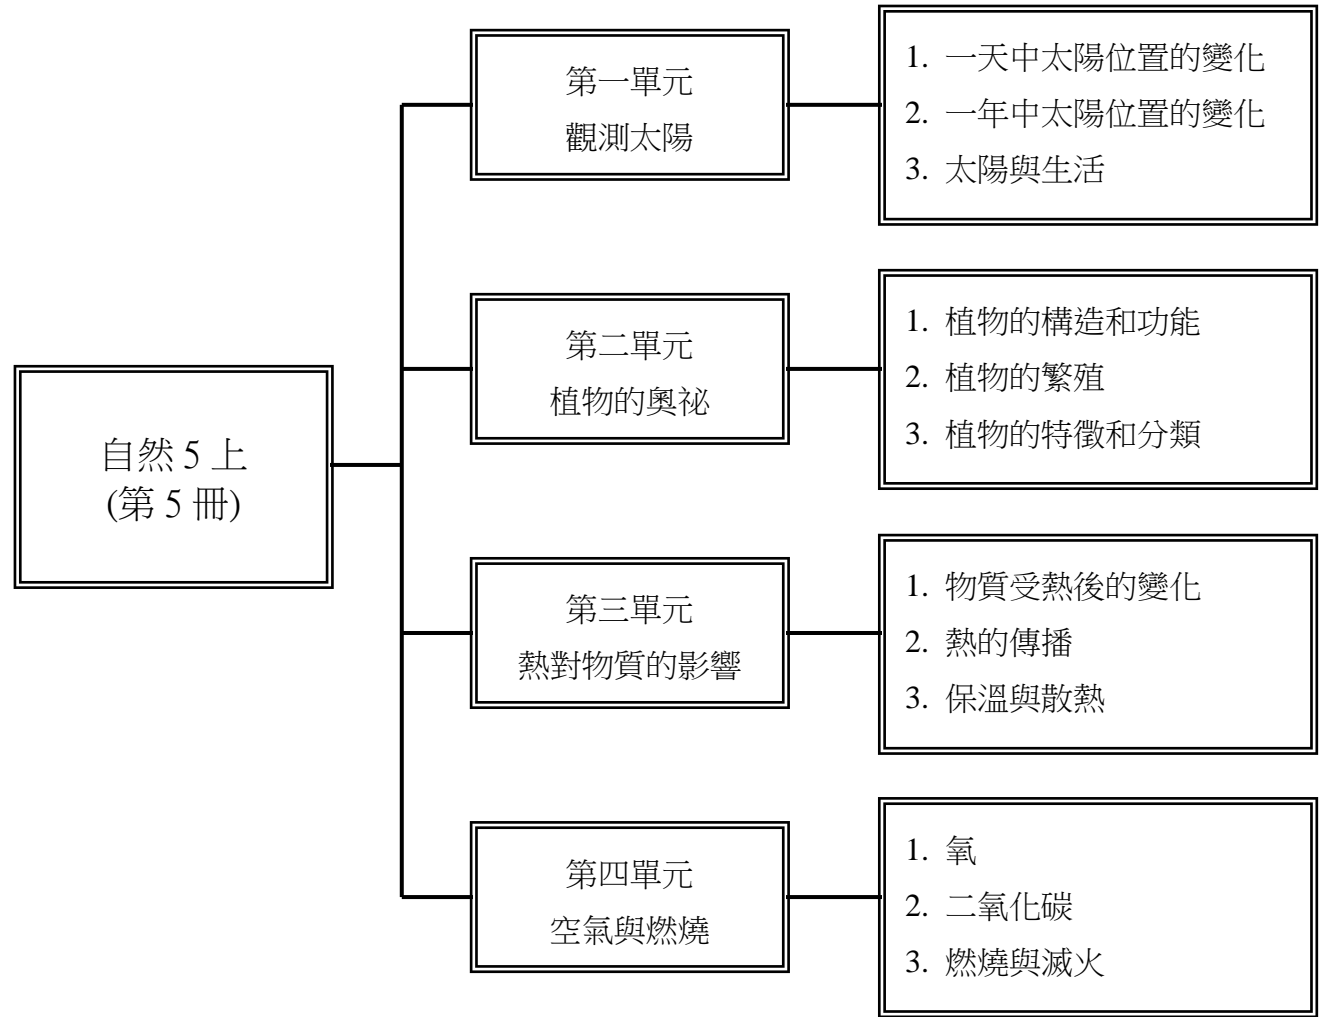 自然 5 上
(第 5 冊)
第一單元
觀測太陽
1. 一天中太陽位置的變化
2. 一年中太陽位置的變化
3. 太陽與生活
第二單元
植物的奧祕
1. 植物的構造和功能
2. 植物的繁殖
3. 植物的特徵和分類
第三單元
熱對物質的影響
1. 物質受熱後的變化
2. 熱的傳播
3. 保溫與散熱
第四單元
空氣與燃燒
1. 氧
2. 二氧化碳
3. 燃燒與滅火